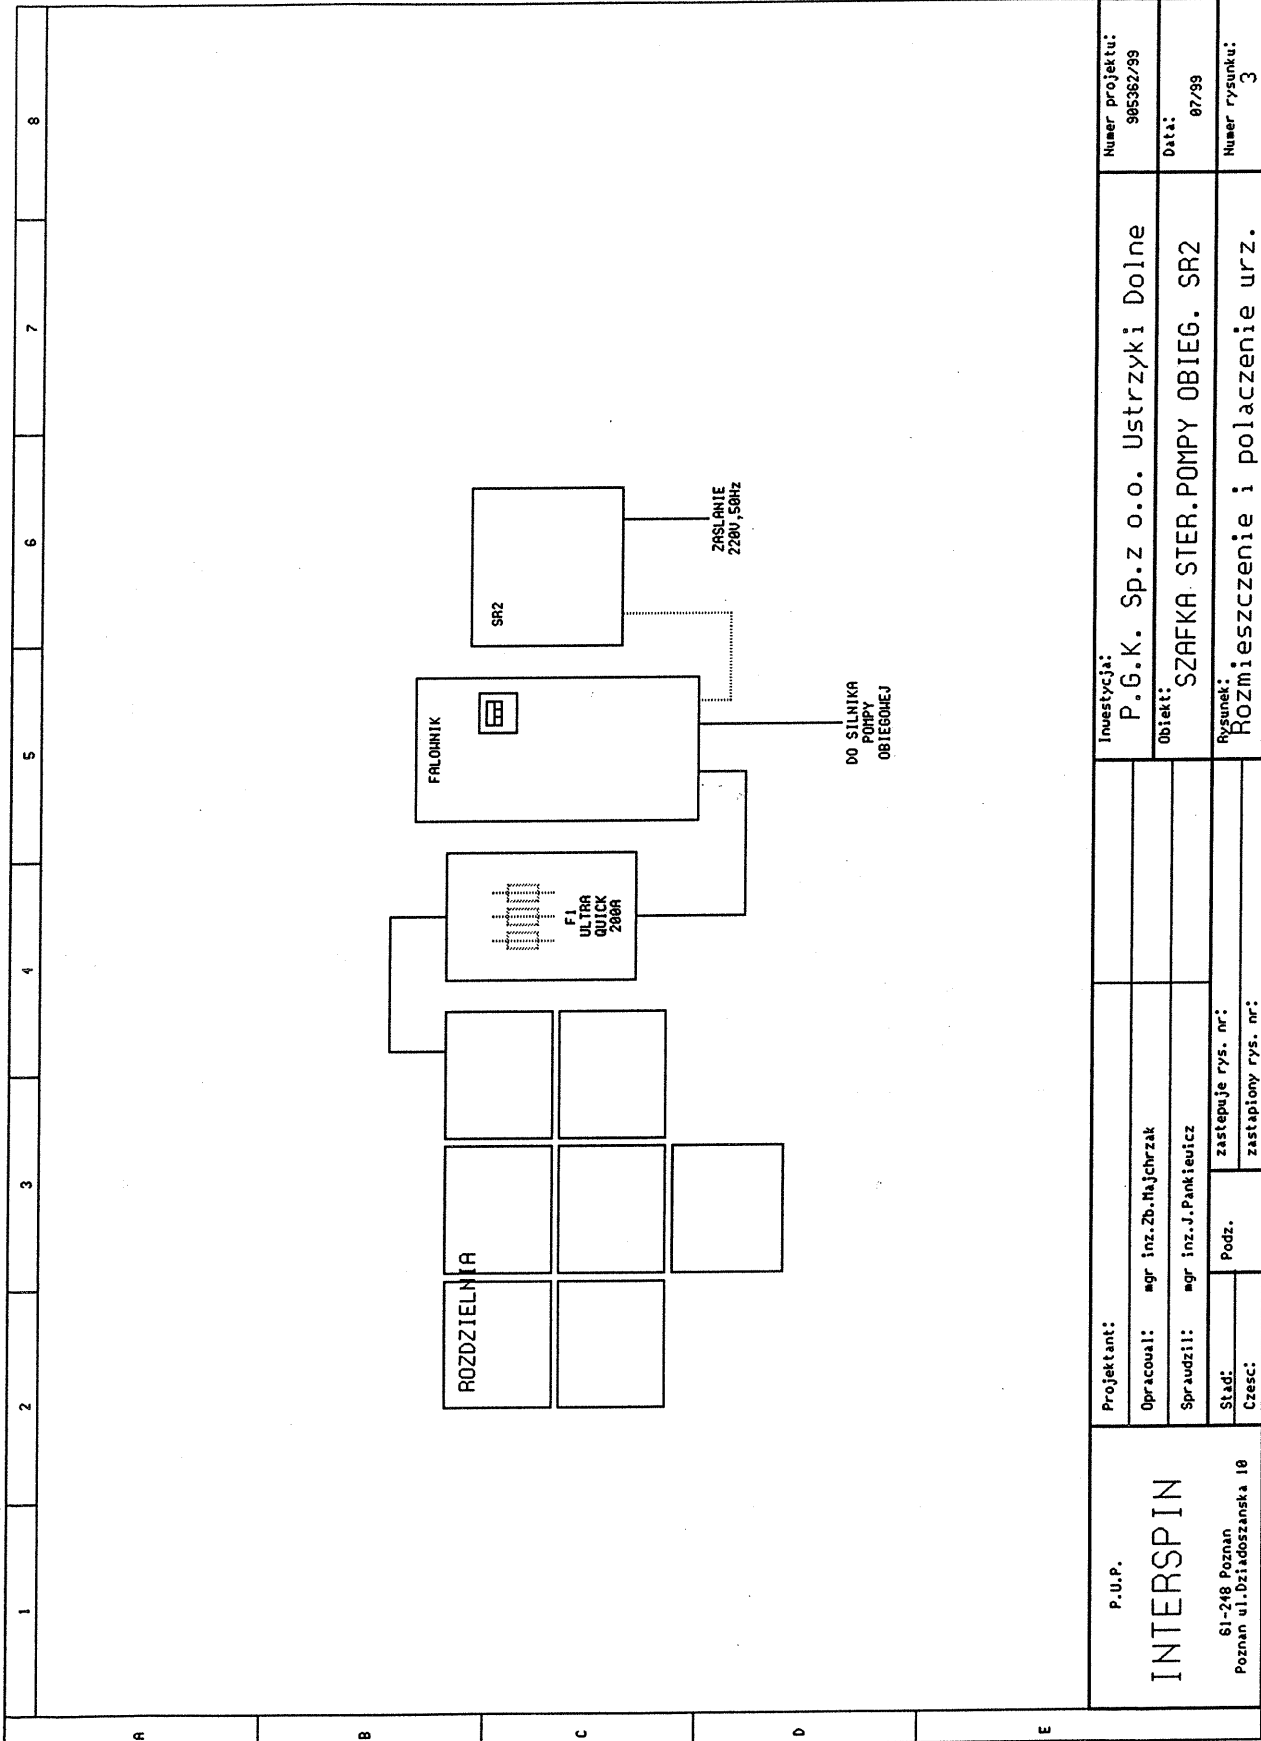 1
2
3
4
5
6
7
8
A
B
C
D
E
ROZDZIELNIA
F1
ULTRA
QUICK
200A
FALOWNIK
SR2
ZASLANIE
220V,50Hz
DO SILNIKA
POMPY
OBIEGOWEJ
P.U.P.
INTERSPIN
61-248 Poznan
Poznan ul.Dziadoszanska 10
Projektant:
Opracowal: mgr inz.Zb.Majchrzak
Sprawdzil: mgr inz.J.Pankiewicz
Stad:
Czesc:
Podz.
zastepuje rys. nr:
zastapiony rys. nr:
Inwestycja:
P.G.K. Sp.z o.o. Ustrzyki Dolne
Obiekt:
SZAFKA STER.POMPY OBIEG. SR2
Rysunek:
Rozmieszczenie i polaczenie urz.
Numer projektu:
905362/99
Data:
07/99
Numer rysunku:
3